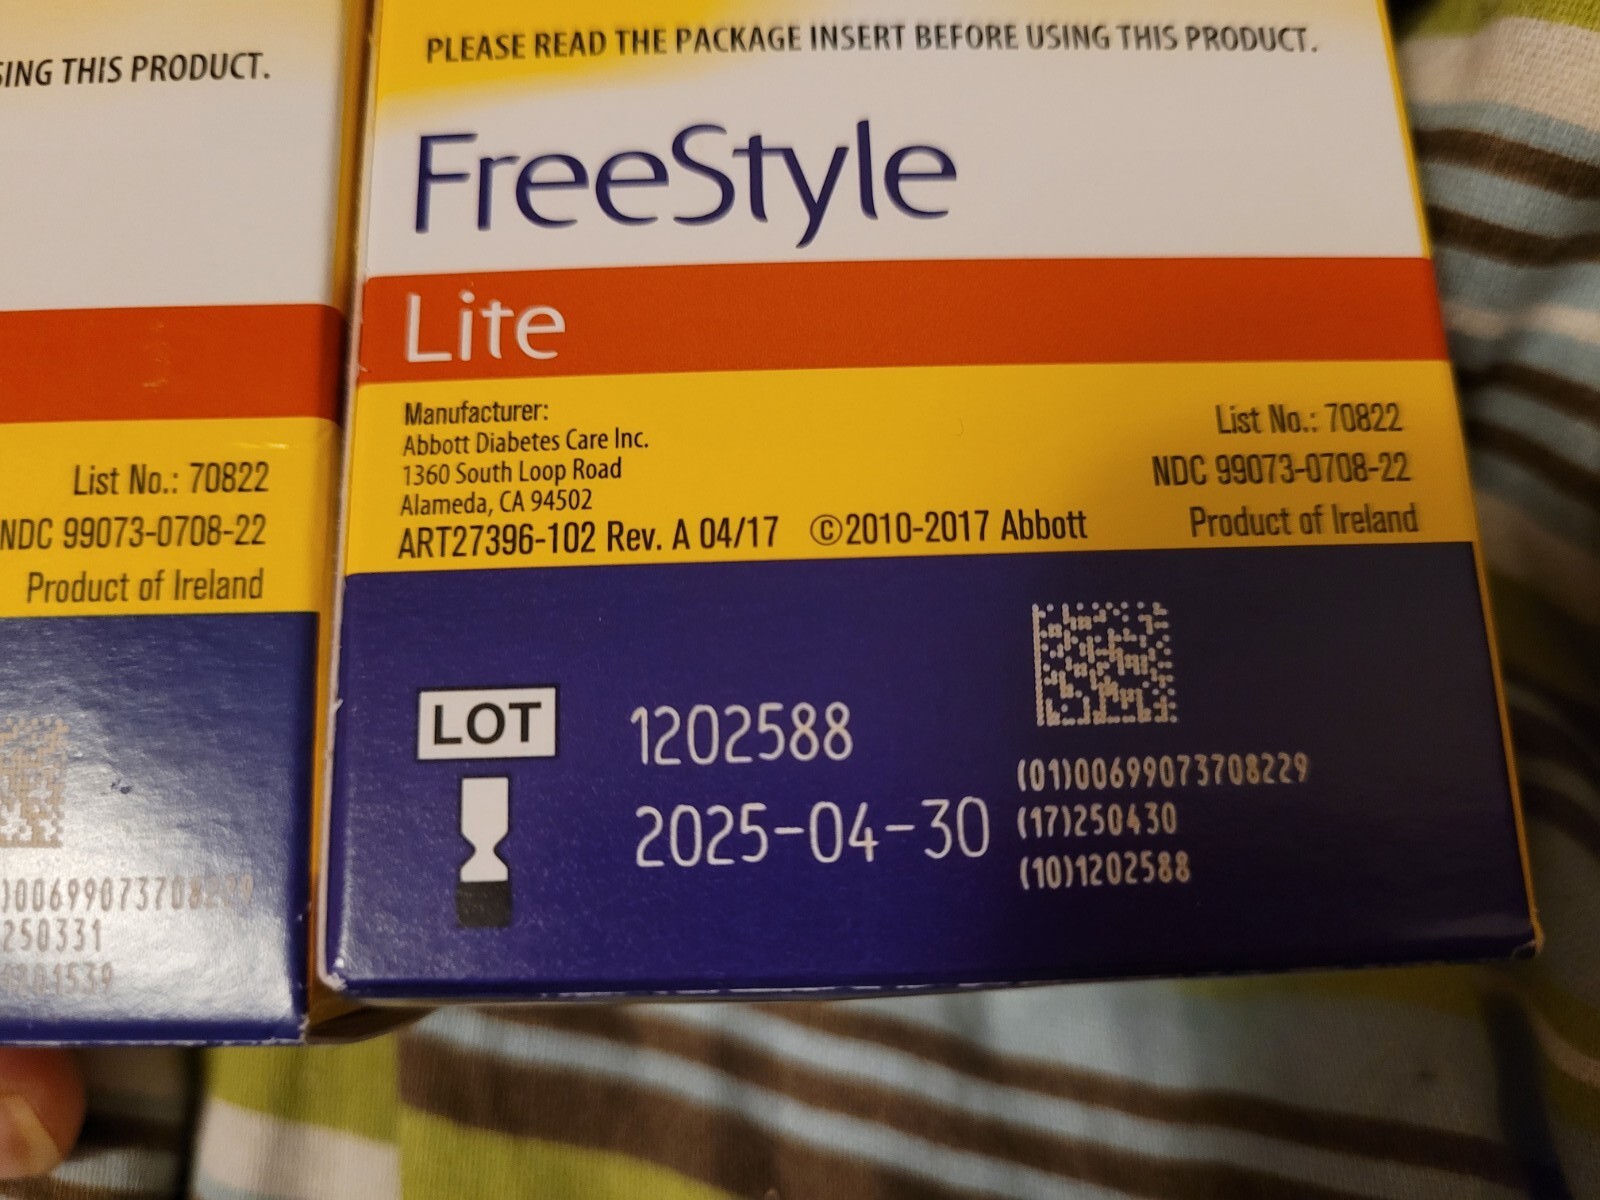 SING THIS PRODUCT.
List No.: 70822
NDC 99073-0708-22
Product of Ireland
)00699073708229
250331
PLEASE READ THE PACKAGE INSERT BEFORE USING THIS PRODUCT.
FreeStyle
Lite
Manufacturer:
Abbott Diabetes Care Inc.
1360 South Loop Road
Alameda, CA 94502
ART27396-102 Rev. A 04/17 ©2010-2017 Abbott
List No.: 70822
NDC 99073-0708-22
Product of Ireland
LOT 1202588
2025-04-30
(01)00699073708229
(17)250430
(10)1202588